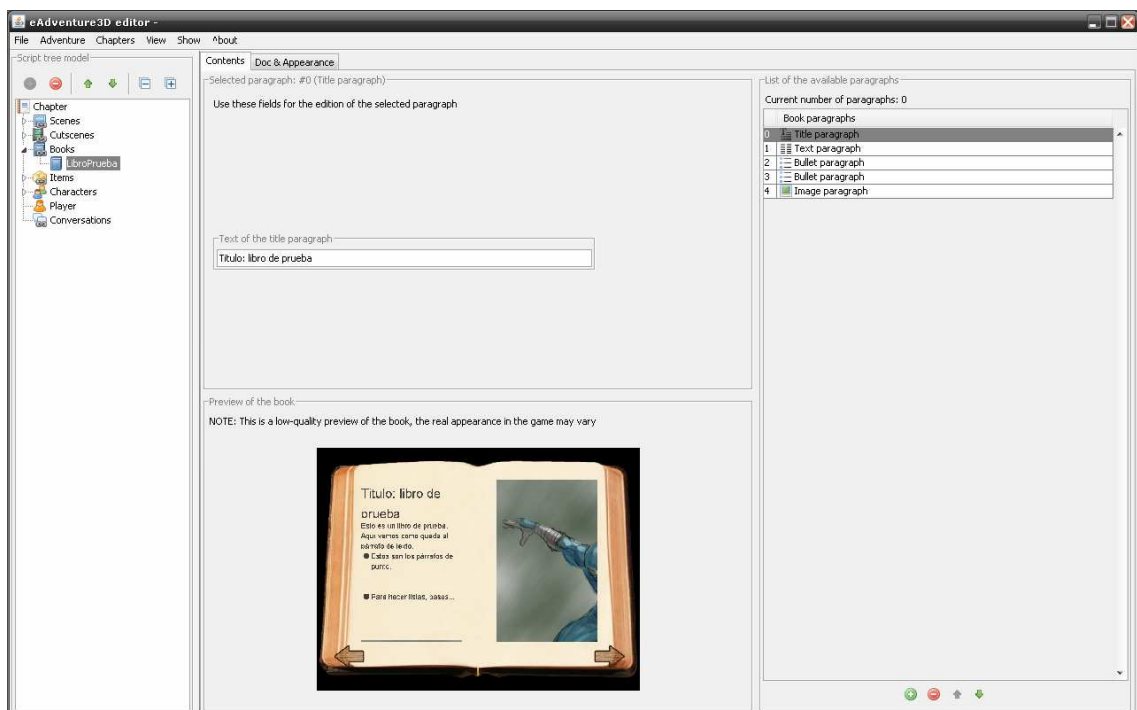 eAdventure3D editor -
File Adventure Chapters View Show ^bout
Script tree model
Chapter
Scenes
Cutscenes
Books
LibroPrueba
Items
Characters
Player
Conversations
Contents Doc & Appearance
Selected paragraph: #0 (Title paragraph)
Use these fields for the edition of the selected paragraph
Text of the title paragraph
Titulo: libro de prueba
Preview of the book
NOTE: This is a low-quality preview of the book, the real appearance in the game may vary
Titulo: libro de
prueba
Esto es un libro de prueba.
Aqui vemos como queda al
párrafo de texto.
Estos son los párrafos de
Para hacer listas,
List of the available paragraphs
Current number of paragraphs: 0
Book paragraphs
0 Title paragraph
1 Text paragraph
2 Bullet paragraph
3 Bullet paragraph
4 Image paragraph